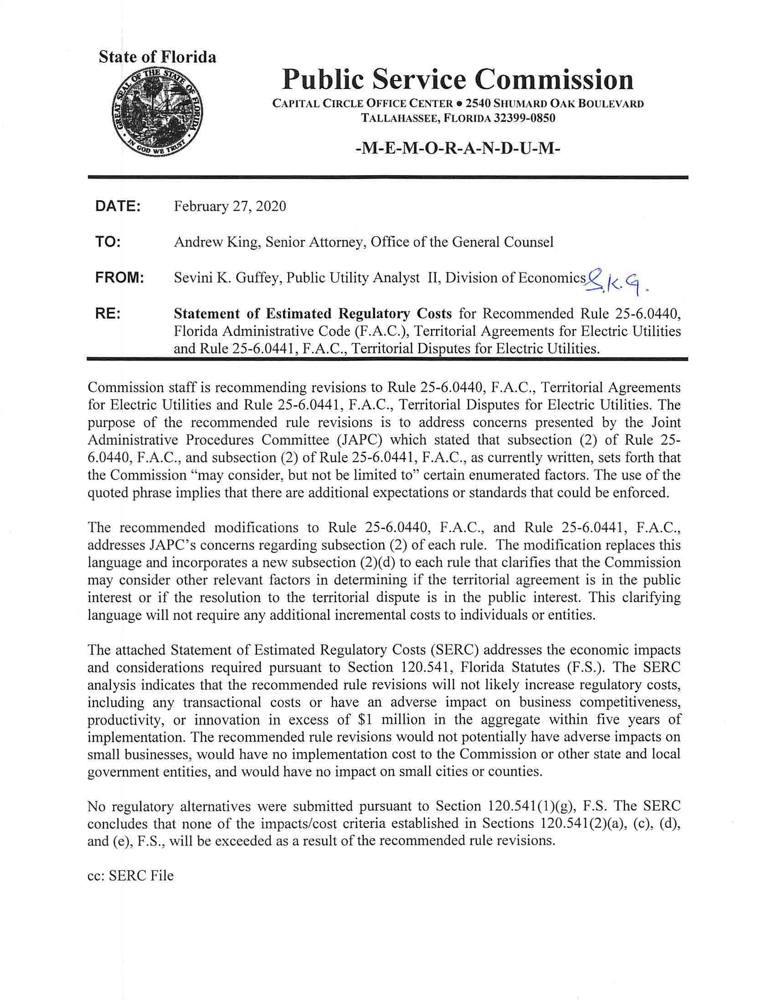 State of Florida
GREAT SEAL OF THE STATE OF FLORIDA
IN GOD WE TRUST
Public Service Commission
CAPITAL CIRCLE OFFICE CENTER ● 2540 SHUMARD OAK BOULEVARD
TALLAHASSEE, FLORIDA 32399-0850
-M-E-M-O-R-A-N-D-U-M-
DATE: February 27, 2020
TO: Andrew King, Senior Attorney, Office of the General Counsel
FROM: Sevini K. Guffey, Public Utility Analyst II, Division of Economics S.K.G.
RE: Statement of Estimated Regulatory Costs for Recommended Rule 25-6.0440,
Florida Administrative Code (F.A.C.), Territorial Agreements for Electric Utilities
and Rule 25-6.0441, F.A.C., Territorial Disputes for Electric Utilities.
Commission staff is recommending revisions to Rule 25-6.0440, F.A.C., Territorial Agreements
for Electric Utilities and Rule 25-6.0441, F.A.C., Territorial Disputes for Electric Utilities. The
purpose of the recommended rule revisions is to address concerns presented by the Joint
Administrative Procedures Committee (JAPC) which stated that subsection (2) of Rule 25-
6.0440, F.A.C., and subsection (2) of Rule 25-6.0441, F.A.C., as currently written, sets forth that
the Commission “may consider, but not be limited to” certain enumerated factors. The use of the
quoted phrase implies that there are additional expectations or standards that could be enforced.
The recommended modifications to Rule 25-6.0440, F.A.C., and Rule 25-6.0441, F.A.C.,
addresses JAPC’s concerns regarding subsection (2) of each rule. The modification replaces this
language and incorporates a new subsection (2)(d) to each rule that clarifies that the Commission
may consider other relevant factors in determining if the territorial agreement is in the public
interest or if the resolution to the territorial dispute is in the public interest. This clarifying
language will not require any additional incremental costs to individuals or entities.
The attached Statement of Estimated Regulatory Costs (SERC) addresses the economic impacts
and considerations required pursuant to Section 120.541, Florida Statutes (F.S.). The SERC
analysis indicates that the recommended rule revisions will not likely increase regulatory costs,
including any transactional costs or have an adverse impact on business competitiveness,
productivity, or innovation in excess of $1 million in the aggregate within five years of
implementation. The recommended rule revisions would not potentially have adverse impacts on
small businesses, would have no implementation cost to the Commission or other state and local
government entities, and would have no impact on small cities or counties.
No regulatory alternatives were submitted pursuant to Section 120.541(1)(g), F.S. The SERC
concludes that none of the impacts/cost criteria established in Sections 120.541(2)(a), (c), (d),
and (e), F.S., will be exceeded as a result of the recommended rule revisions.
cc: SERC File